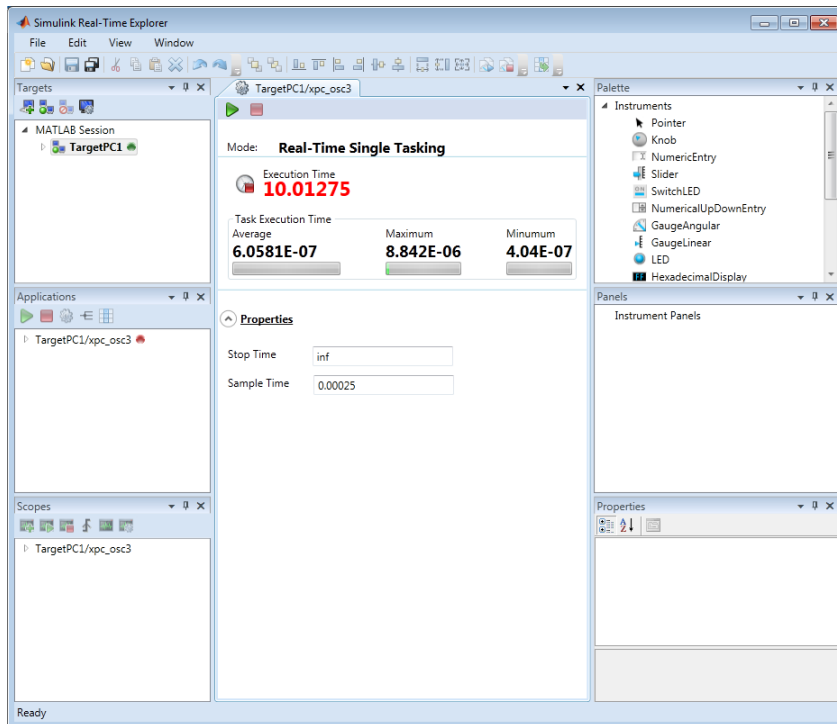 Simulink Real-Time Explorer
File Edit View Window
Targets
MATLAB Session
TargetPC1
Applications
TargetPC1/xpc_osc3
Scopes
TargetPC1/xpc_osc3
TargetPC1/xpc_osc3
Mode: Real-Time Single Tasking
Execution Time
10.01275
Task Execution Time
Average Maximum Minumum
6.0581E-07 8.842E-06 4.04E-07
Properties
Stop Time inf
Sample Time 0.00025
Palette
Instruments
Pointer
Knob
NumericEntry
Slider
SwitchLED
NumericalUpDownEntry
GaugeAngular
GaugeLinear
LED
HexadecimalDisplay
Panels
Instrument Panels
Properties
Ready